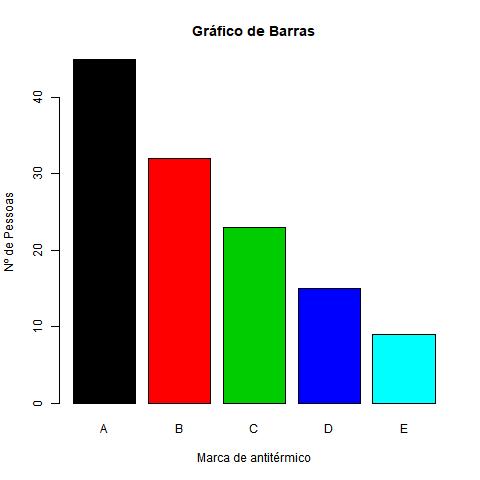 Gráfico de Barras
Nº de Pessoas
40
30
20
10
0
A B C D E
Marca de antitérmico